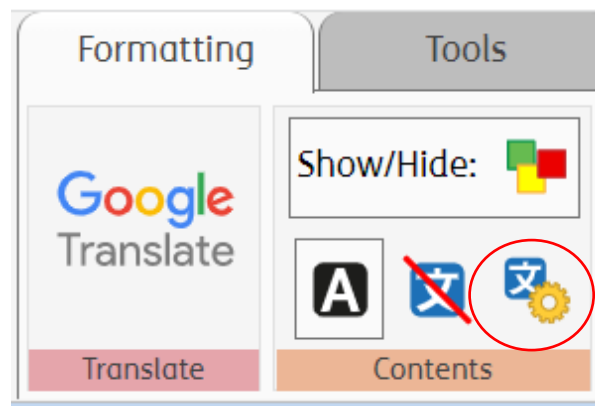 Formatting
Tools
Google
Translate
Show/Hide:
A
文
文
Translate
Contents